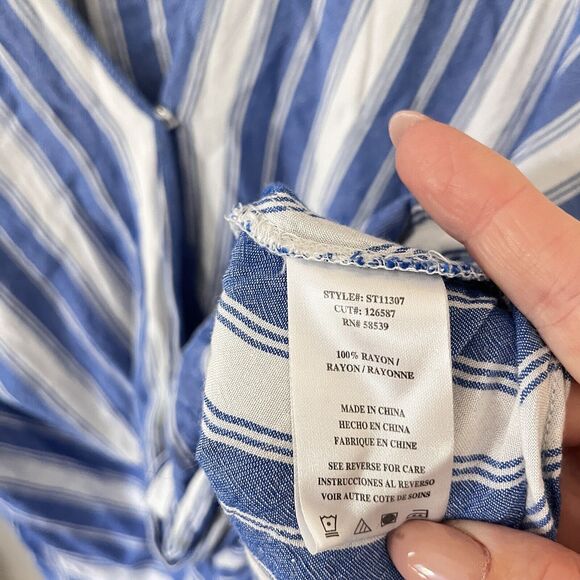 STYLE#: ST11307
CUT#: 126587
RN# 58539
100% RAYON /
RAYON / RAYONNE
MADE IN CHINA
HECHO EN CHINA
FABRIQUE EN CHINE
SEE REVERSE FOR CARE
INSTRUCCIONES AL REVERSO
VOIR AUTRE COTE DE SOINS